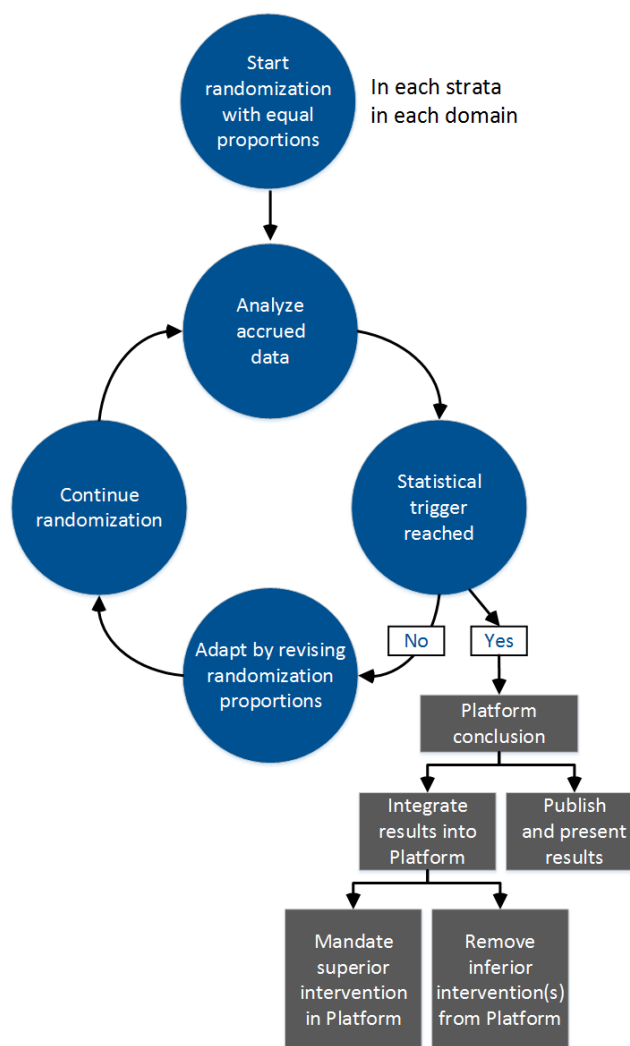 Start
randomization
with equal
proportions
In each strata
in each domain
Analyze
accrued
data
Continue
randomization
Statistical
trigger
reached
Adapt by revising
randomization
proportions
No
Yes
Platform
conclusion
Integrate
results into
Platform
Publish
and present
results
Mandate
superior
intervention
in Platform
Remove
inferior
intervention(s)
from Platform